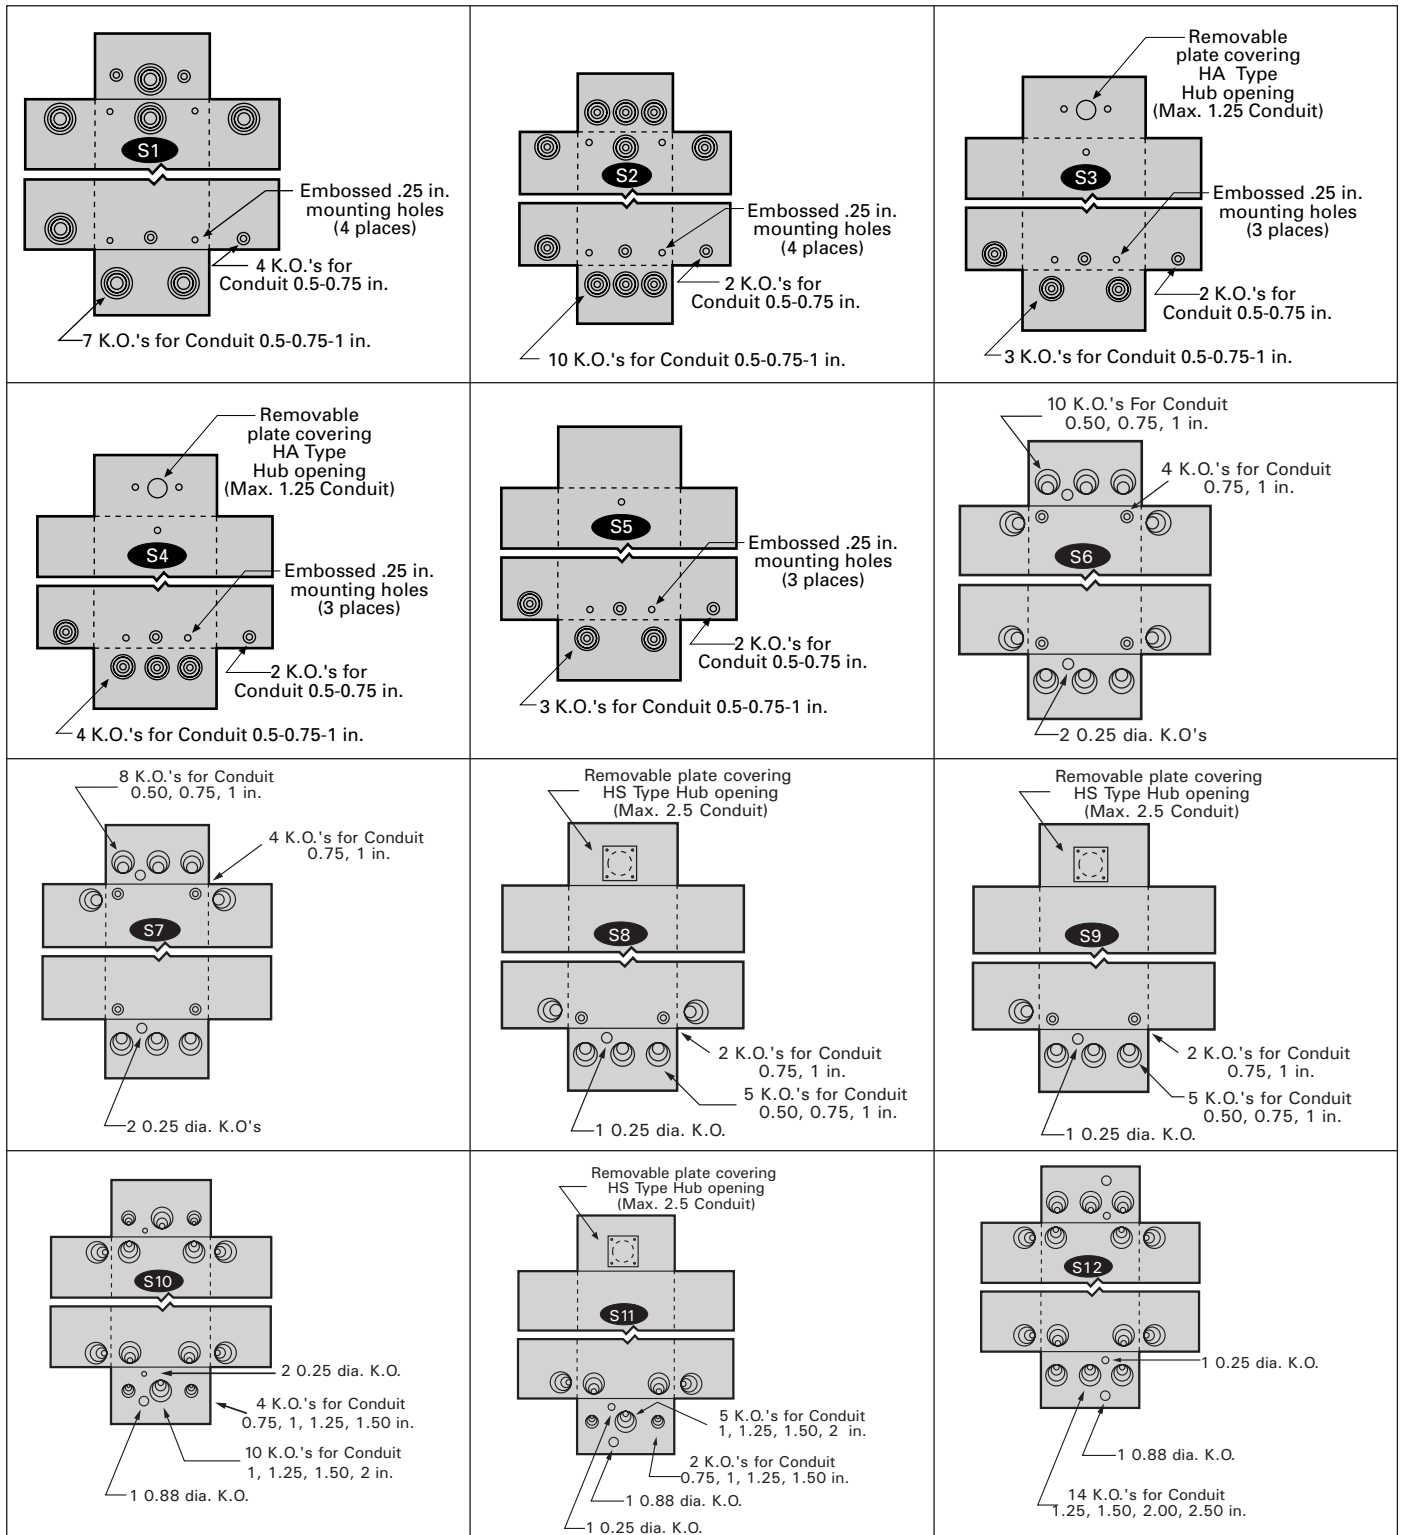 S1
Embossed .25 in.
mounting holes
(4 places)
4 K.O.'s for
Conduit 0.5-0.75 in.
7 K.O.'s for Conduit 0.5-0.75-1 in.
S2
Embossed .25 in.
mounting holes
(4 places)
2 K.O.'s for
Conduit 0.5-0.75 in.
10 K.O.'s for Conduit 0.5-0.75-1 in.
Removable
plate covering
HA Type
Hub opening
(Max. 1.25 Conduit)
S3
Embossed .25 in.
mounting holes
(3 places)
2 K.O.'s for
Conduit 0.5-0.75 in.
3 K.O.'s for Conduit 0.5-0.75-1 in.
Removable
plate covering
HA Type
Hub opening
(Max. 1.25 Conduit)
S4
Embossed .25 in.
mounting holes
(3 places)
2 K.O.'s for
Conduit 0.5-0.75 in.
4 K.O.'s for Conduit 0.5-0.75-1 in.
S5
Embossed .25 in.
mounting holes
(3 places)
2 K.O.'s for
Conduit 0.5-0.75 in.
3 K.O.'s for Conduit 0.5-0.75-1 in.
10 K.O.'s For Conduit
0.50, 0.75, 1 in.
4 K.O.'s for Conduit
0.75, 1 in.
S6
2 0.25 dia. K.O's
8 K.O.'s for Conduit
0.50, 0.75, 1 in.
4 K.O.'s for Conduit
0.75, 1 in.
S7
2 0.25 dia. K.O's
Removable plate covering
HS Type Hub opening
(Max. 2.5 Conduit)
S8
2 K.O.'s for Conduit
0.75, 1 in.
5 K.O.'s for Conduit
0.50, 0.75, 1 in.
1 0.25 dia. K.O.
Removable plate covering
HS Type Hub opening
(Max. 2.5 Conduit)
S9
2 K.O.'s for Conduit
0.75, 1 in.
5 K.O.'s for Conduit
0.50, 0.75, 1 in.
1 0.25 dia. K.O.
S10
2 0.25 dia. K.O.
4 K.O.'s for Conduit
0.75, 1, 1.25, 1.50 in.
10 K.O.'s for Conduit
1, 1.25, 1.50, 2 in.
1 0.88 dia. K.O.
Removable plate covering
HS Type Hub opening
(Max. 2.5 Conduit)
S11
5 K.O.'s for Conduit
1, 1.25, 1.50, 2 in.
2 K.O.'s for Conduit
0.75, 1, 1.25, 1.50 in.
1 0.88 dia. K.O.
1 0.25 dia. K.O.
S12
1 0.25 dia. K.O.
1 0.88 dia. K.O.
14 K.O.'s for Conduit
1.25, 1.50, 2.00, 2.50 in.